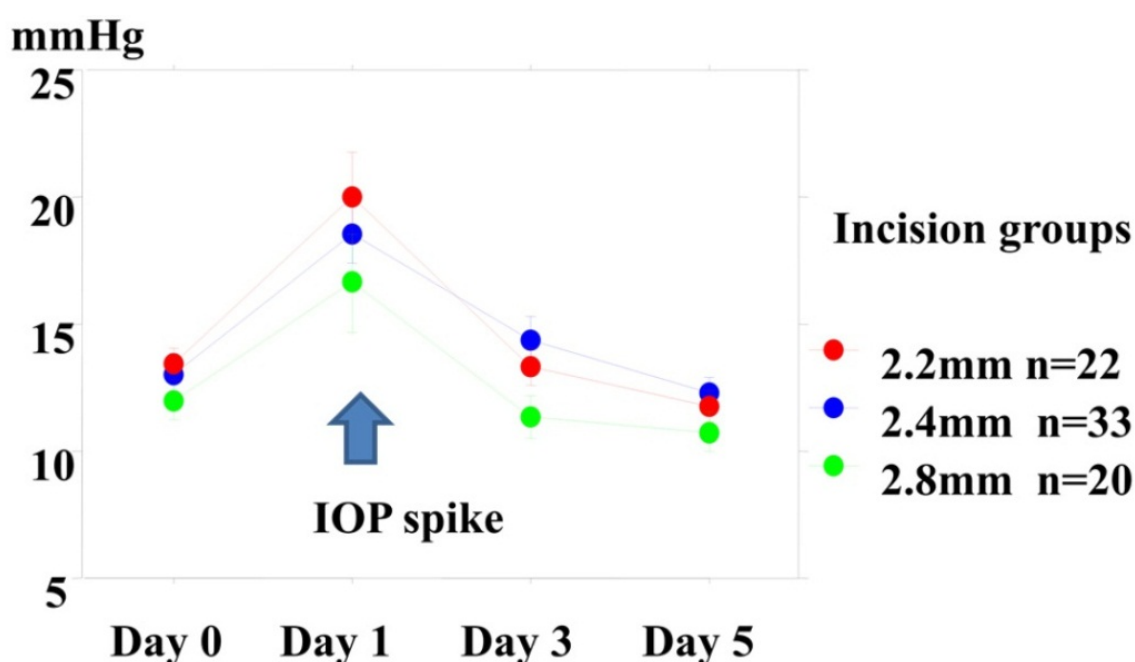 mmHg
25
20
15
10
5
Day 0 Day 1 Day 3 Day 5
IOP spike
Incision groups
2.2mm n=22
2.4mm n=33
2.8mm n=20